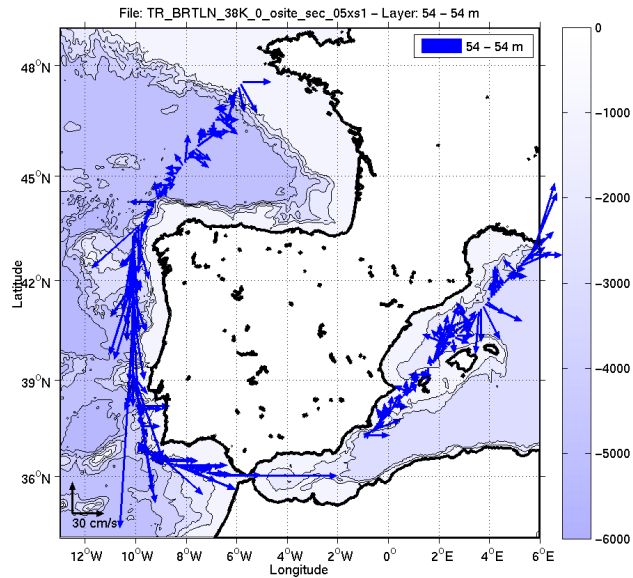 File: TR_BRTLN_38K_0_osite_sec_05xs1 – Layer: 54 – 54 m
54 – 54 m
48°N
45°N
42°N
39°N
36°N
Latitude
30 cm/s
12°W 10°W 8°W 6°W 4°W 2°W 0° 2°E 4°E 6°E
Longitude
0
−1000
−2000
−3000
−4000
−5000
−6000